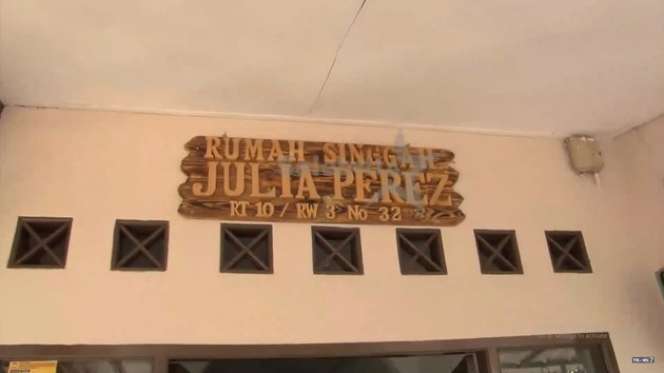 RUMAH SINGGAH
JULIA PEREZ
RT 10 / RW 3 No 32